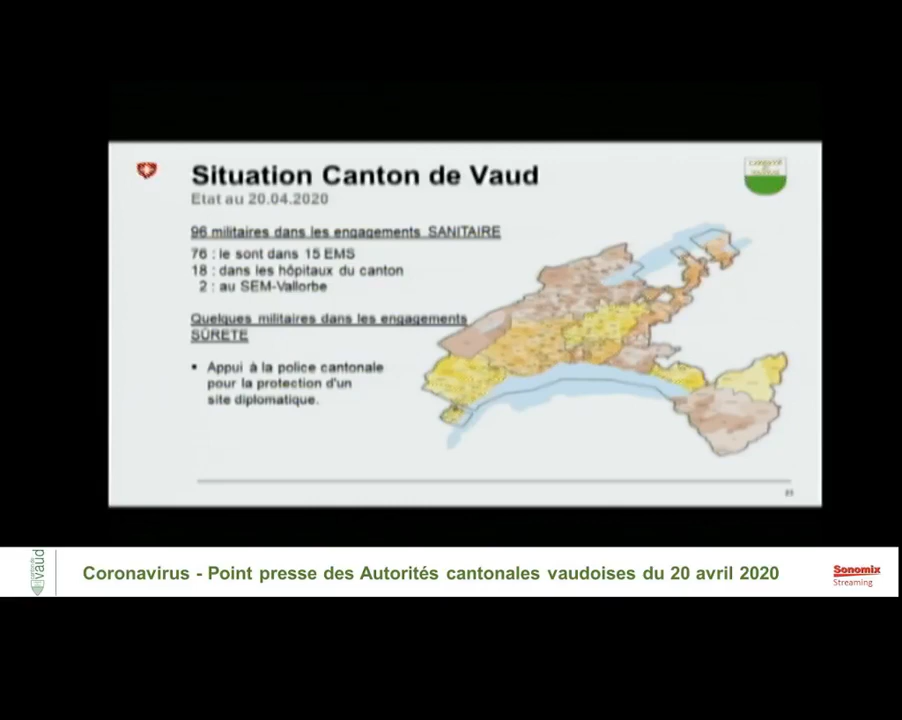 Situation Canton de Vaud
Etat au 20.04.2020
96 militaires dans les engagements SANITAIRE
76 : le sont dans 15 EMS
18 : dans les hôpitaux du canton
2 : au SEM-Vallorbe
Quelques militaires dans les engagements
SÛRETE
▪ Appui à la police cantonale
pour la protection d'un
site diplomatique.
vaud
Coronavirus - Point presse des Autorités cantonales vaudoises du 20 avril 2020
Sonomix
Streaming